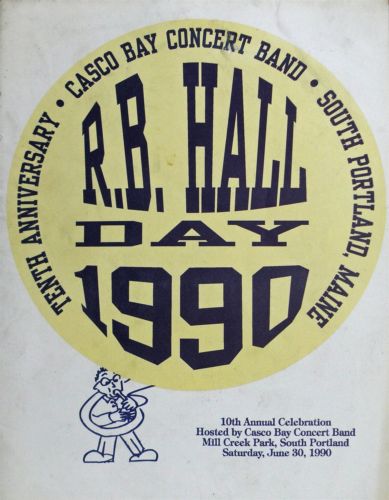 TENTH ANNIVERSARY • CASCO BAY CONCERT BAND • SOUTH PORTLAND, MAINE
R.B. HALL
DAY
1990
10th Annual Celebration
Hosted by Casco Bay Concert Band
Mill Creek Park, South Portland
Saturday, June 30, 1990